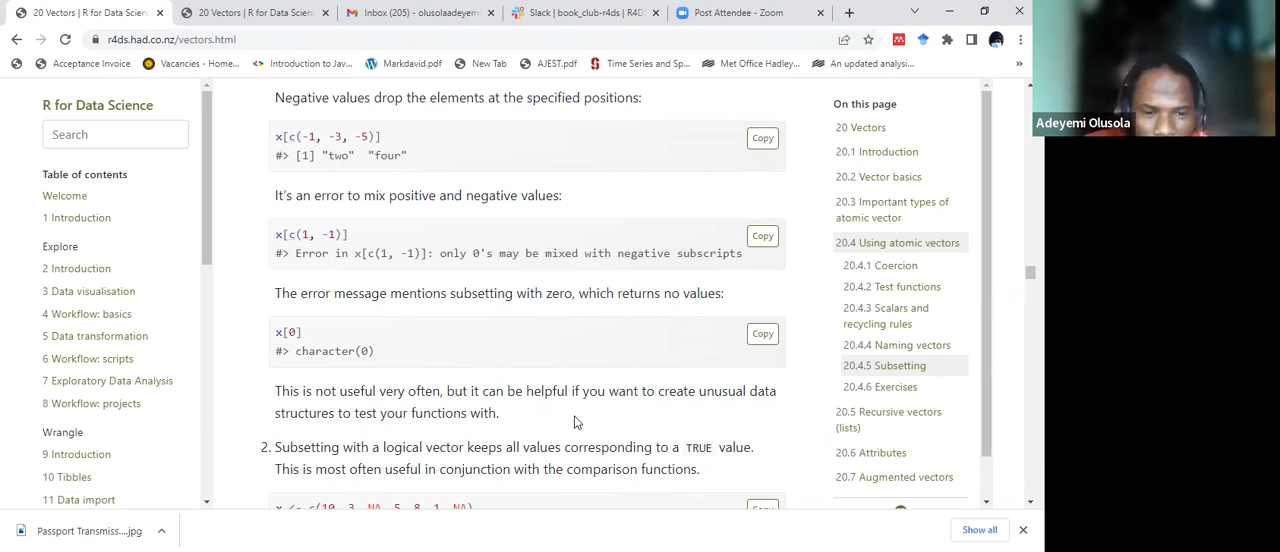 20 Vectors | R for Data Science
20 Vectors | R for Data Science
Inbox (205) - olusolaadeyem
Slack | book_club-r4ds | R4D
Post Attendee - Zoom
r4ds.had.co.nz/vectors.html
Acceptance Invoice
Vacancies - Home...
Introduction to Jav...
Markdavid.pdf
New Tab
AJEST.pdf
Time Series and Sp...
Met Office Hadley...
An updated analysi...
»
R for Data Science
Search
Table of contents
Welcome
1 Introduction
Explore
2 Introduction
3 Data visualisation
4 Workflow: basics
5 Data transformation
6 Workflow: scripts
7 Exploratory Data Analysis
8 Workflow: projects
Wrangle
9 Introduction
10 Tibbles
11 Data import
Negative values drop the elements at the specified positions:
x[c(-1, -3, -5)]
#> [1] "two"  "four"
Copy
It's an error to mix positive and negative values:
x[c(1, -1)]
#> Error in x[c(1, -1)]: only 0's may be mixed with negative subscripts
Copy
The error message mentions subsetting with zero, which returns no values:
x[0]
#> character(0)
Copy
This is not useful very often, but it can be helpful if you want to create unusual data
structures to test your functions with.
2. Subsetting with a logical vector keeps all values corresponding to a TRUE value.
This is most often useful in conjunction with the comparison functions.
x <- c(10, 3, NA, 5, 8, 1, NA)
On this page
20 Vectors
20.1 Introduction
20.2 Vector basics
20.3 Important types of
atomic vector
20.4 Using atomic vectors
20.4.1 Coercion
20.4.2 Test functions
20.4.3 Scalars and
recycling rules
20.4.4 Naming vectors
20.4.5 Subsetting
20.4.6 Exercises
20.5 Recursive vectors
(lists)
20.6 Attributes
20.7 Augmented vectors
Adeyemi Olusola
Passport Transmiss....jpg
Show all